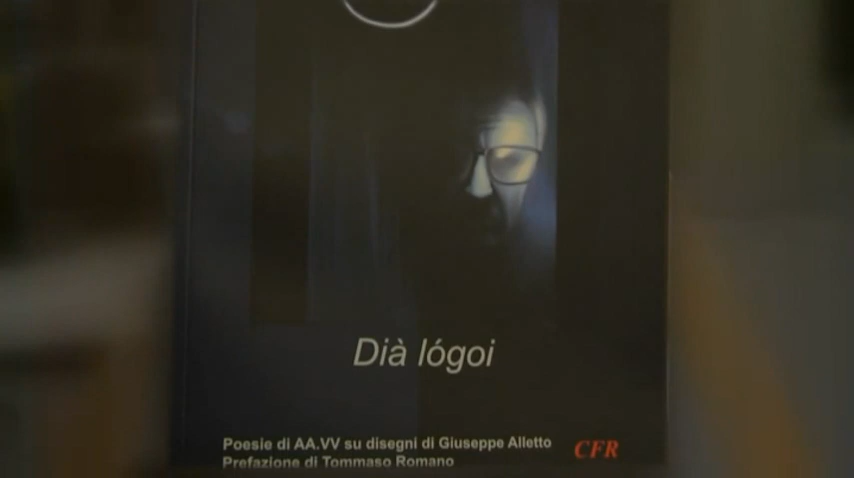 Dià lógoi
Poesie di AA.VV su disegni di Giuseppe Alletto CFR
Prefazione di Tommaso Romano